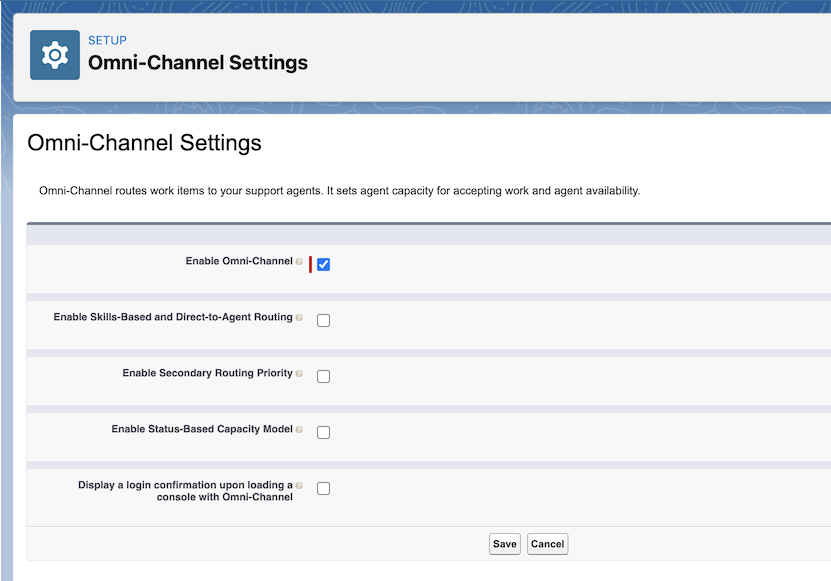 SETUP
Omni-Channel Settings
Omni-Channel Settings
Omni-Channel routes work items to your support agents. It sets agent capacity for accepting work and agent availability.
Enable Omni-Channel
Enable Skills-Based and Direct-to-Agent Routing
Enable Secondary Routing Priority
Enable Status-Based Capacity Model
Display a login confirmation upon loading a
console with Omni-Channel
Save Cancel